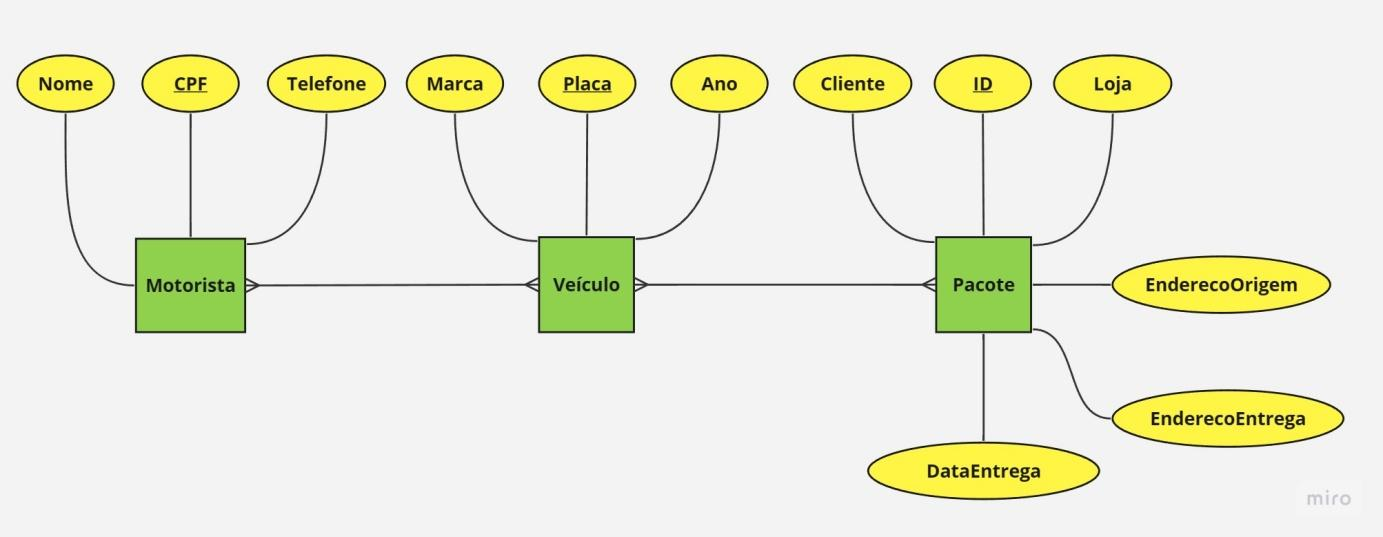 Nome
CPF
Telefone
Marca
Placa
Ano
Cliente
ID
Loja
Motorista
Veículo
Pacote
EnderecoOrigem
EnderecoEntrega
DataEntrega
miro